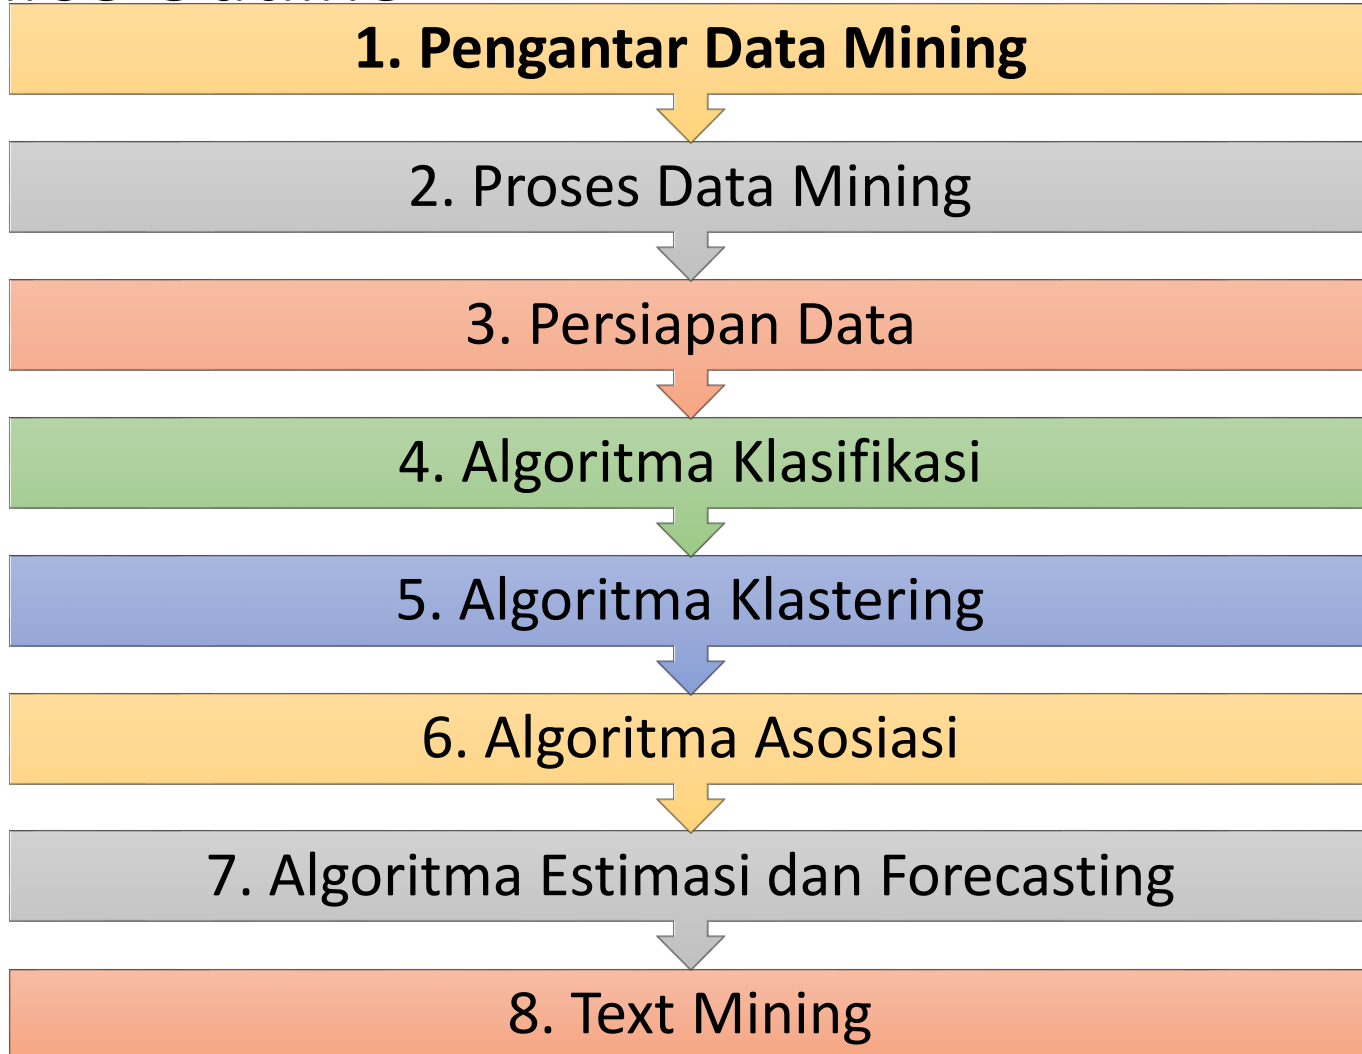 1. Pengantar Data Mining
2. Proses Data Mining
3. Persiapan Data
4. Algoritma Klasifikasi
5. Algoritma Klastering
6. Algoritma Asosiasi
7. Algoritma Estimasi dan Forecasting
8. Text Mining